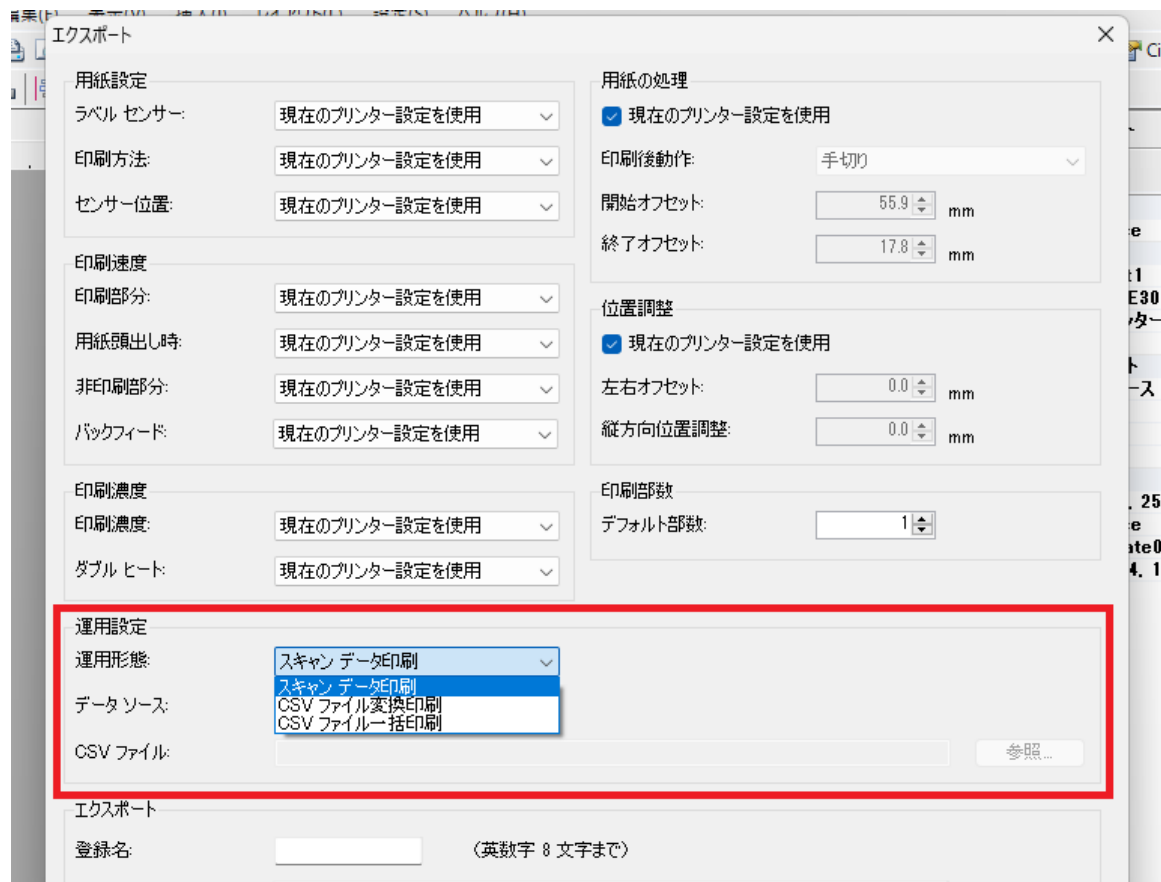 エクスポート
用紙設定
ラベル センサー: 現在のプリンター設定を使用
印刷方法: 現在のプリンター設定を使用
センサー位置: 現在のプリンター設定を使用
印刷速度
印刷部分: 現在のプリンター設定を使用
用紙頭出し時: 現在のプリンター設定を使用
非印刷部分: 現在のプリンター設定を使用
バックフィード: 現在のプリンター設定を使用
印刷濃度
印刷濃度: 現在のプリンター設定を使用
ダブル ヒート: 現在のプリンター設定を使用
用紙の処理
現在のプリンター設定を使用
印刷後動作: 手切り
開始オフセット: 55.9 mm
終了オフセット: 17.8 mm
位置調整
現在のプリンター設定を使用
左右オフセット: 0.0 mm
縦方向位置調整: 0.0 mm
印刷部数
デフォルト部数: 1
運用設定
運用形態: スキャン データ印刷
スキャン データ印刷
CSV ファイル変換印刷
CSV ファイル一括印刷
データ ソース:
CSV ファイル: 参照...
エクスポート
登録名: (英数字 8 文字まで)